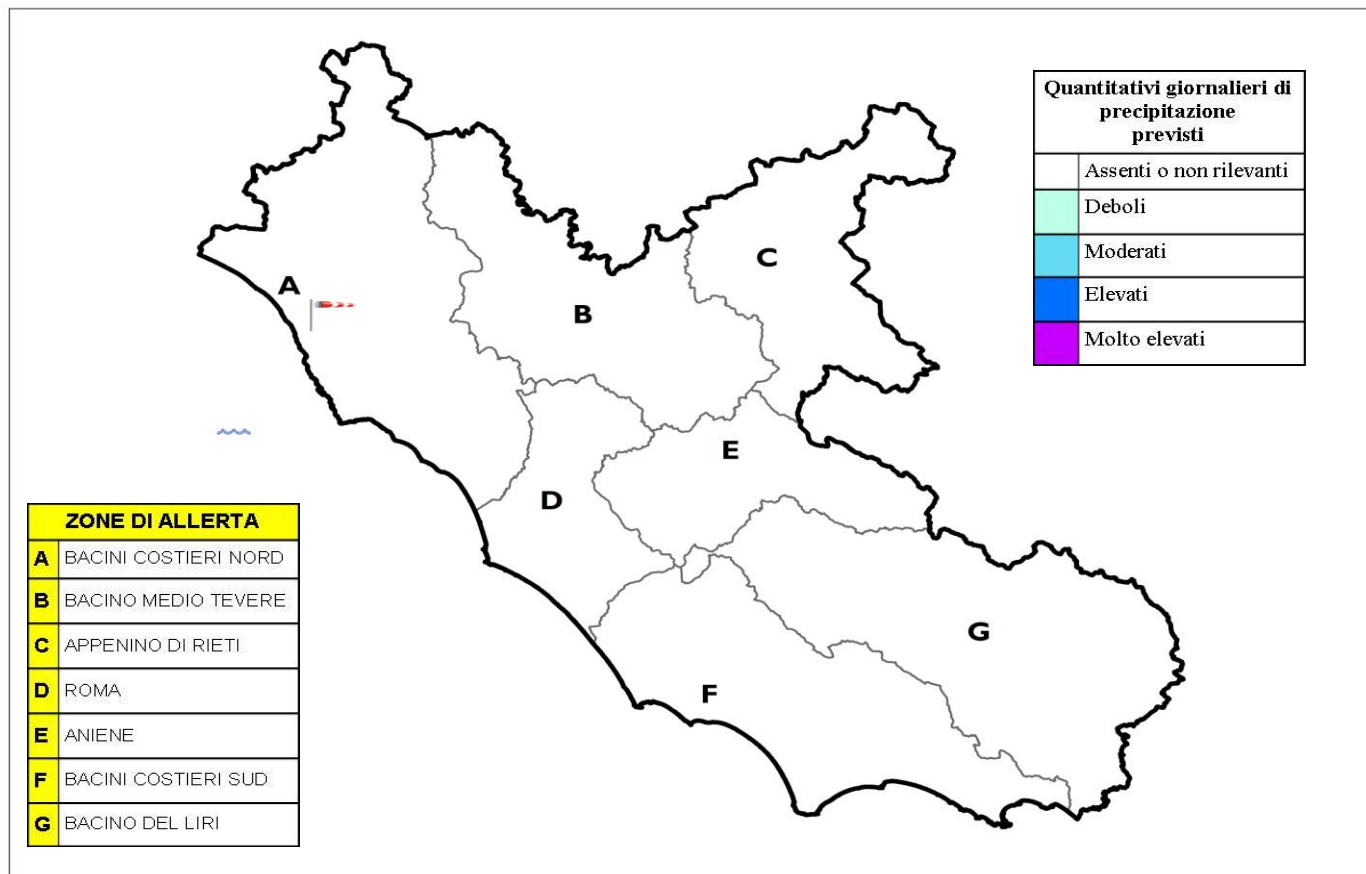 Quantitativi giornalieri di
precipitazione
previsti
Assenti o non rilevanti
Deboli
Moderati
Elevati
Molto elevati
A
B
C
D
E
F
G
ZONE DI ALLERTA
A BACINI COSTIERI NORD
B BACINO MEDIO TEVERE
C APPENINO DI RIETI
D ROMA
E ANIENE
F BACINI COSTIERI SUD
G BACINO DEL LIRI